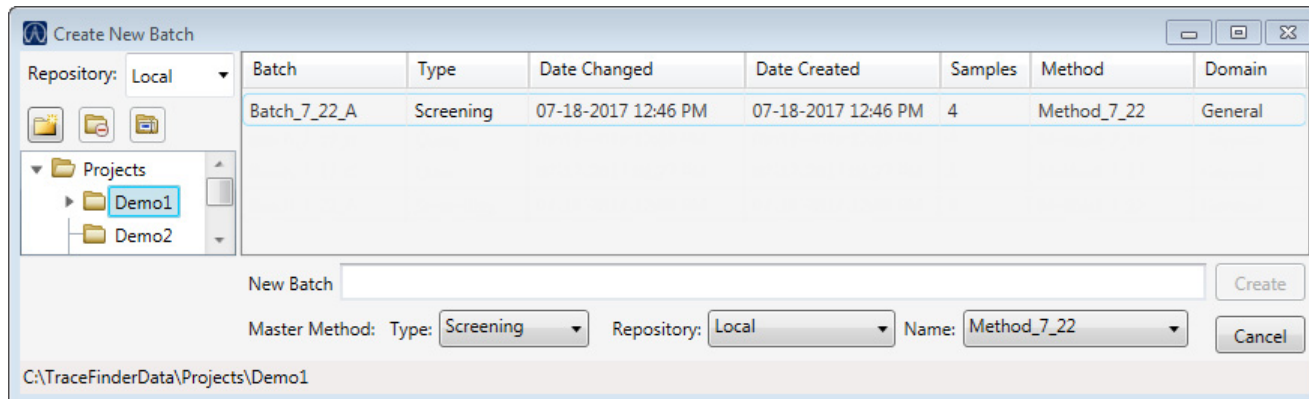 Create New Batch
Repository: Local
Batch Type Date Changed Date Created Samples Method Domain
Batch_7_22_A Screening 07-18-2017 12:46 PM 07-18-2017 12:46 PM 4 Method_7_22 General
Projects
Demo1
Demo2
New Batch Create
Master Method: Type: Screening Repository: Local Name: Method_7_22 Cancel
C:\TraceFinderData\Projects\Demo1